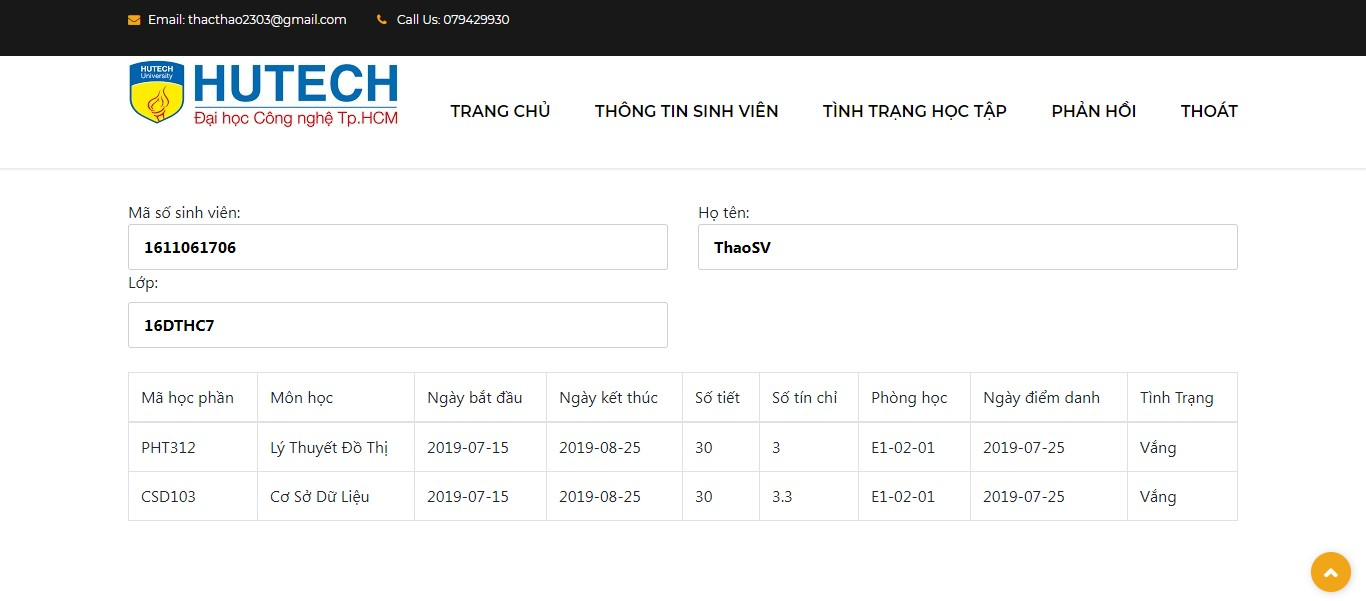 Email: thacthao2303@gmail.com Call Us: 079429930
HUTECH
University
HUTECH
Đại học Công nghệ Tp.HCM
TRANG CHỦ THÔNG TIN SINH VIÊN TÌNH TRẠNG HỌC TẬP PHẢN HỒI THOÁT
Mã số sinh viên: Họ tên:
1611061706 ThaoSV
Lớp:
16DTHC7
Mã học phần Môn học Ngày bắt đầu Ngày kết thúc Số tiết Số tín chỉ Phòng học Ngày điểm danh Tình Trạng
PHT312 Lý Thuyết Đồ Thị 2019-07-15 2019-08-25 30 3 E1-02-01 2019-07-25 Vắng
CSD103 Cơ Sở Dữ Liệu 2019-07-15 2019-08-25 30 3.3 E1-02-01 2019-07-25 Vắng